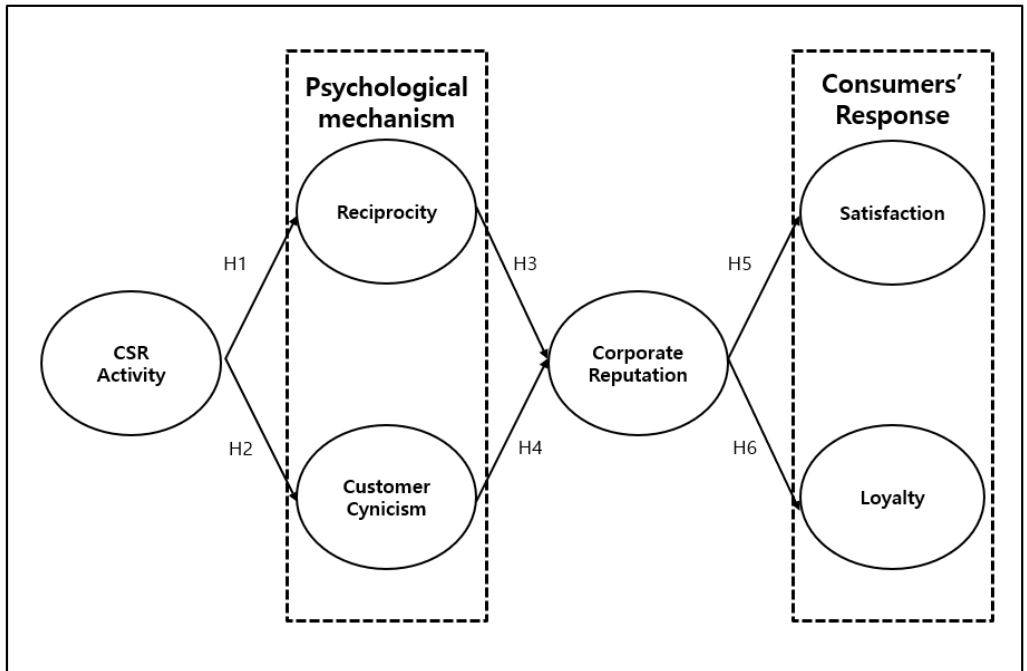 Psychological
mechanism
Consumers’
Response
Reciprocity
Satisfaction
H1
H3
H5
CSR
Activity
Corporate
Reputation
H2
H4
H6
Customer
Cynicism
Loyalty